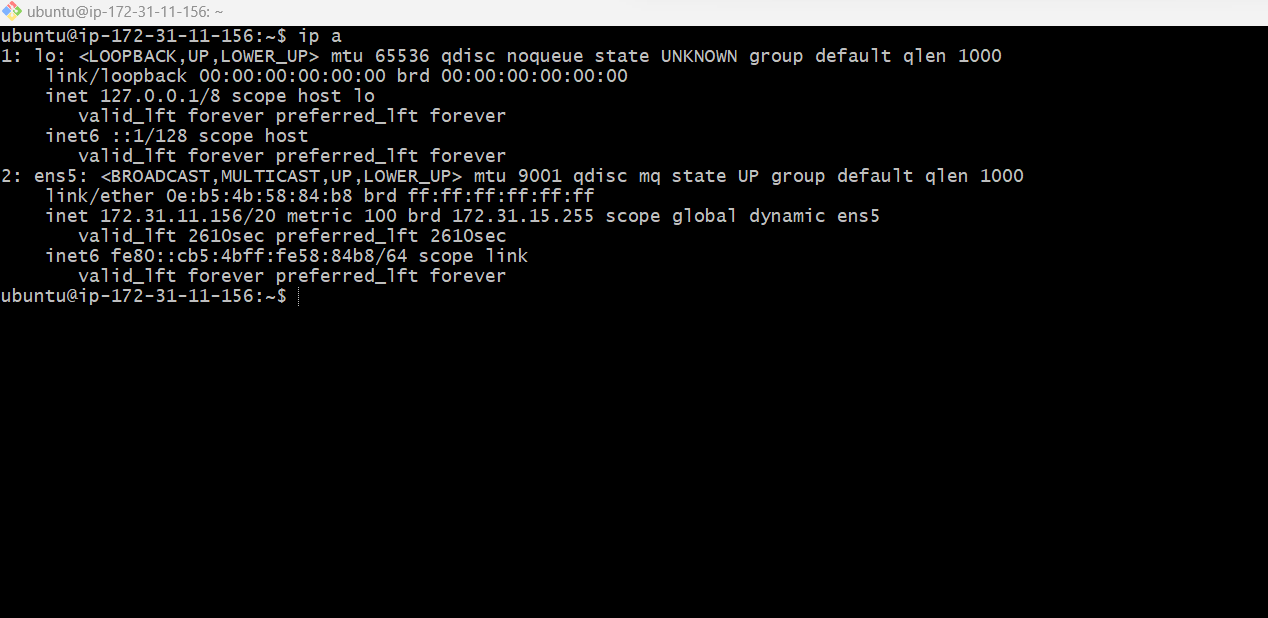 ubuntu@ip-172-31-11-156: ~
ubuntu@ip-172-31-11-156:~$ ip a
1: lo: <LOOPBACK,UP,LOWER_UP> mtu 65536 qdisc noqueue state UNKNOWN group default qlen 1000
    link/loopback 00:00:00:00:00:00 brd 00:00:00:00:00:00
    inet 127.0.0.1/8 scope host lo
       valid_lft forever preferred_lft forever
    inet6 ::1/128 scope host
       valid_lft forever preferred_lft forever
2: ens5: <BROADCAST,MULTICAST,UP,LOWER_UP> mtu 9001 qdisc mq state UP group default qlen 1000
    link/ether 0e:b5:4b:58:84:b8 brd ff:ff:ff:ff:ff:ff
    inet 172.31.11.156/20 metric 100 brd 172.31.15.255 scope global dynamic ens5
       valid_lft 2610sec preferred_lft 2610sec
    inet6 fe80::cb5:4bff:fe58:84b8/64 scope link
       valid_lft forever preferred_lft forever
ubuntu@ip-172-31-11-156:~$